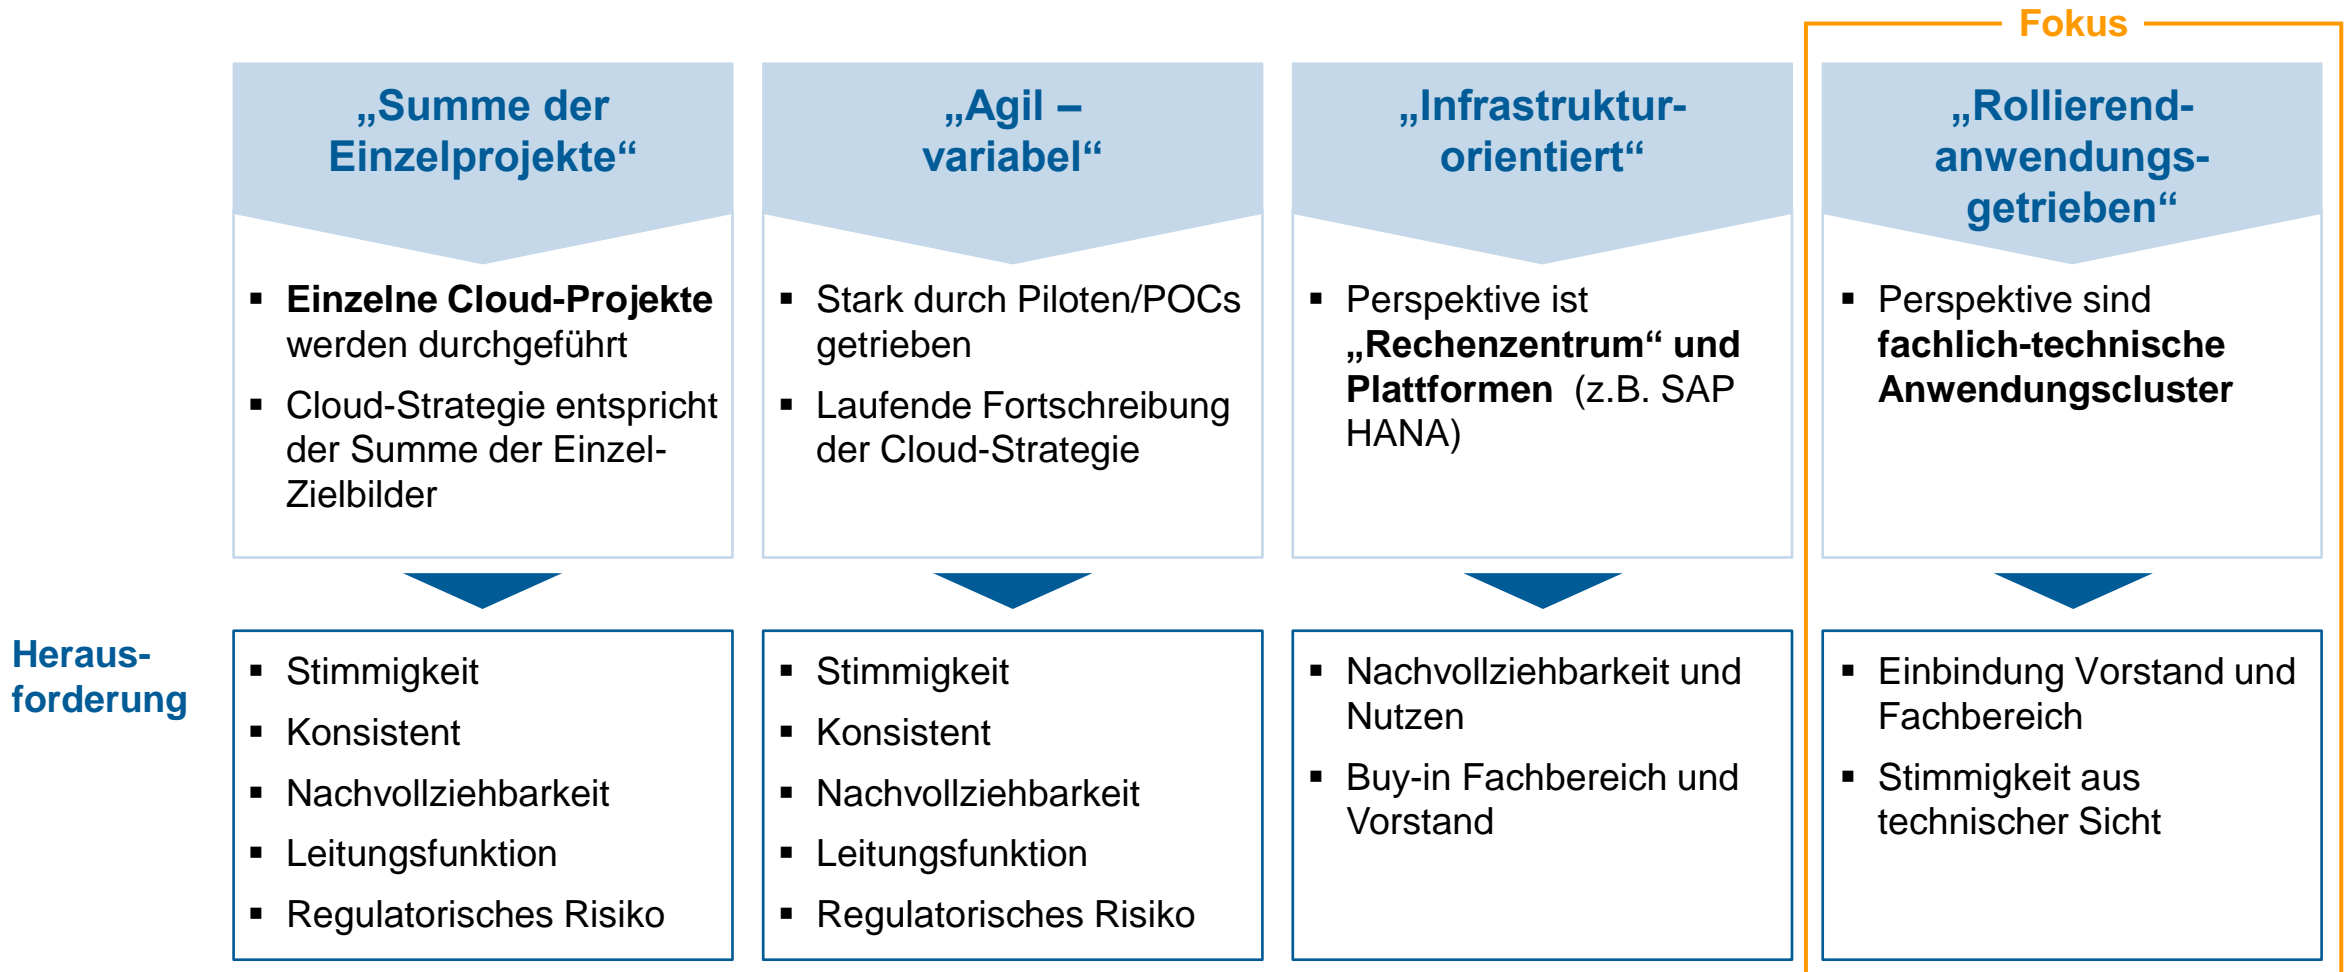 Fokus
„Summe der
Einzelprojekte“
▪ Einzelne Cloud-Projekte
werden durchgeführt
▪ Cloud-Strategie entspricht
der Summe der Einzel-
Zielbilder
„Agil –
variabel“
▪ Stark durch Piloten/POCs
getrieben
▪ Laufende Fortschreibung
der Cloud-Strategie
„Infrastruktur-
orientiert“
▪ Perspektive ist
„Rechenzentrum“ und
Plattformen (z.B. SAP
HANA)
„Rollierend-
anwendungs-
getrieben“
▪ Perspektive sind
fachlich-technische
Anwendungscluster
Heraus-
forderung
▪ Stimmigkeit
▪ Konsistent
▪ Nachvollziehbarkeit
▪ Leitungsfunktion
▪ Regulatorisches Risiko
▪ Stimmigkeit
▪ Konsistent
▪ Nachvollziehbarkeit
▪ Leitungsfunktion
▪ Regulatorisches Risiko
▪ Nachvollziehbarkeit und
Nutzen
▪ Buy-in Fachbereich und
Vorstand
▪ Einbindung Vorstand und
Fachbereich
▪ Stimmigkeit aus
technischer Sicht